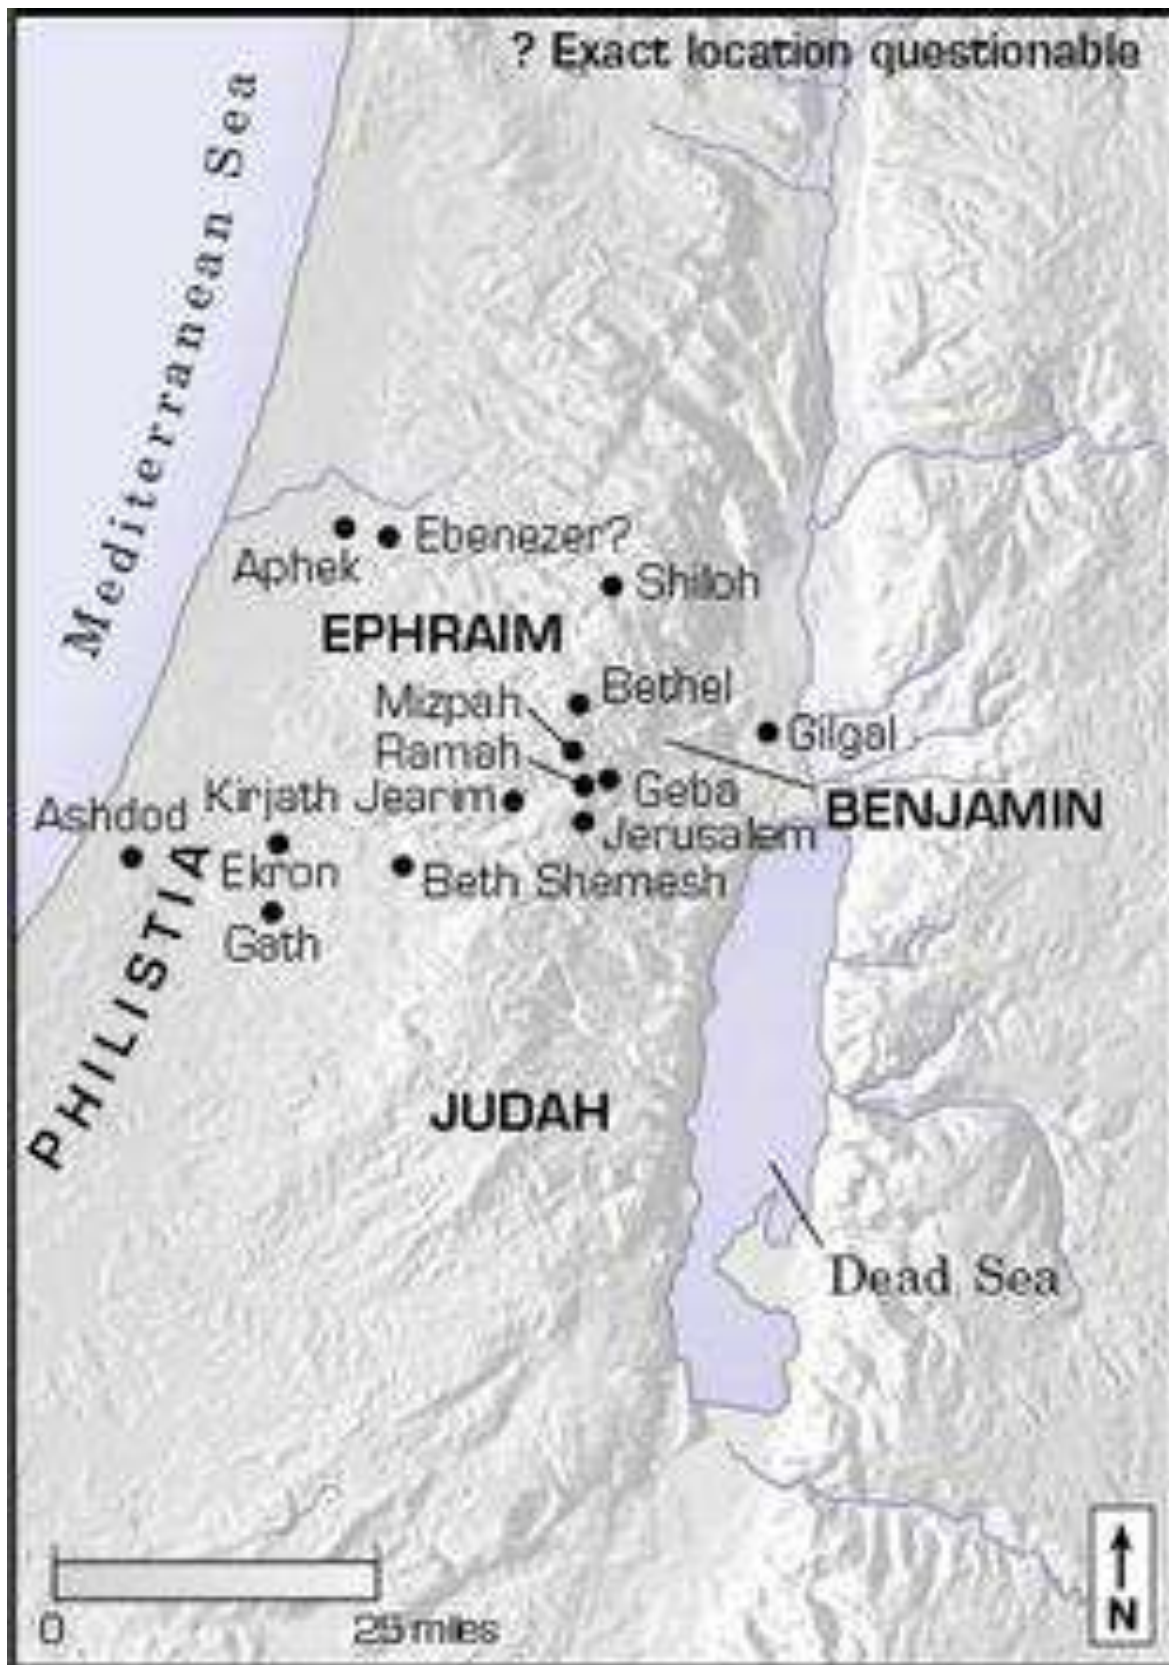 ? Exact location questionable
Mediterranean Sea
Ebenezer?
Aphek
Shiloh
EPHRAIM
Bethel
Mizpah
Gilgal
Ramah
Geba
Kirjath Jearim
BENJAMIN
Ashdod
Jerusalem
Ekron
Beth Shemesh
Gath
PHILISTIA
JUDAH
Dead Sea
0
25 miles
N